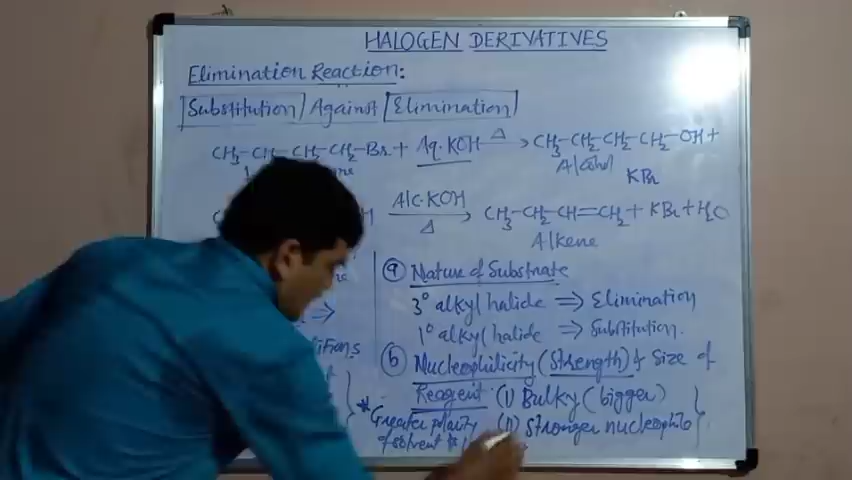 HALOGEN DERIVATIVES
Elimination Reaction:
Substitution Against Elimination
CH3-CH2-CH2-CH2-Br + Aq.KOH Δ → CH3-CH2-CH2-CH2-OH +
Alcohol
KBr
Alc.KOH
Δ → CH3-CH2-CH=CH2 + KBr + H2O
Alkene
ⓐ Nature of Substrate
3° alkyl halide ⇒ Elimination
⇒
1° alkyl halide ⇒ Substitution.
ⓑ Nucleophilicity (Strength) & Size of
Reagent: (i) Bulky (bigger)
* Greater polarity (ii) Stronger nucleophile
of solvent